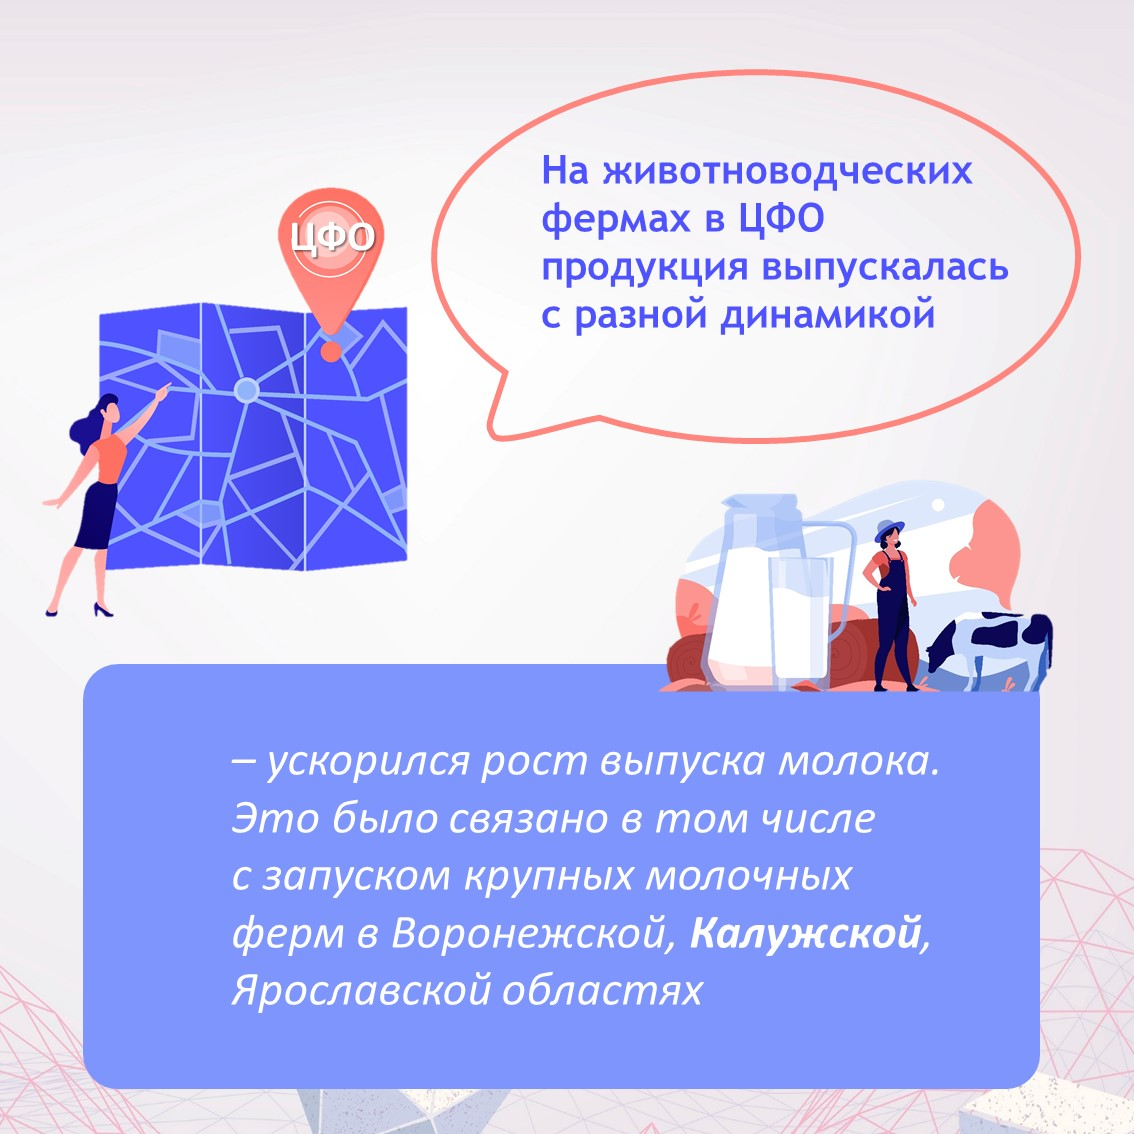 На животноводческих
фермах в ЦФО
продукция выпускалась
с разной динамикой
ЦФО
– ускорился рост выпуска молока.
Это было связано в том числе
с запуском крупных молочных
ферм в Воронежской, Калужской,
Ярославской областях